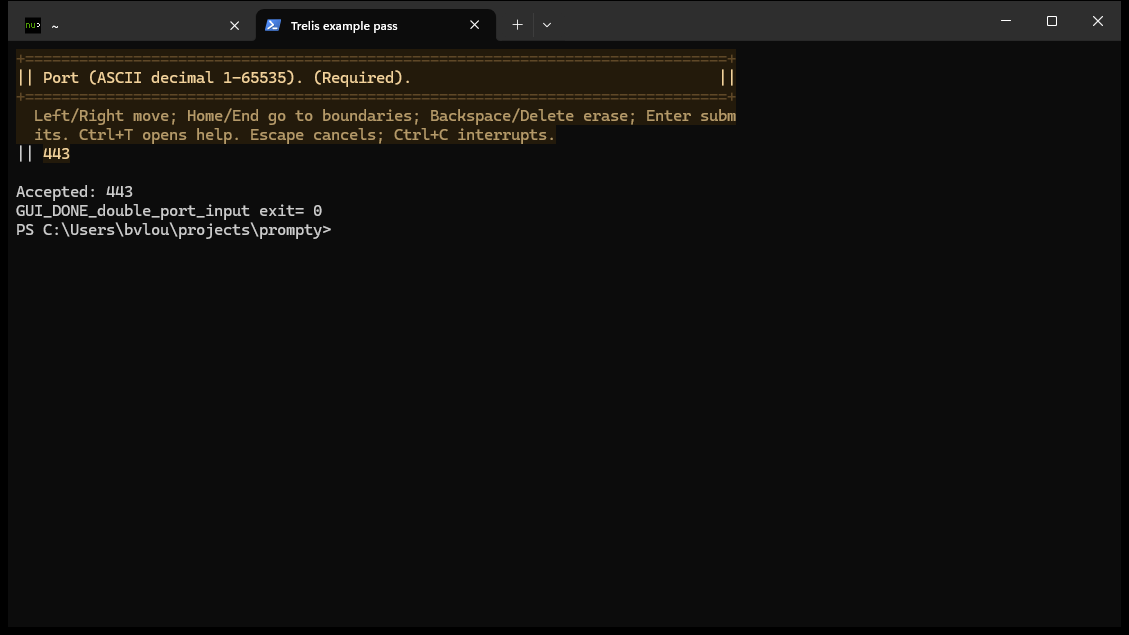 nu> ~
Trelis example pass
+==============================================================================+
|| Port (ASCII decimal 1-65535). (Required). ||
+==============================================================================+
Left/Right move; Home/End go to boundaries; Backspace/Delete erase; Enter subm
its. Ctrl+T opens help. Escape cancels; Ctrl+C interrupts.
|| 443
Accepted: 443
GUI_DONE_double_port_input exit= 0
PS C:\Users\bvlou\projects\prompty>